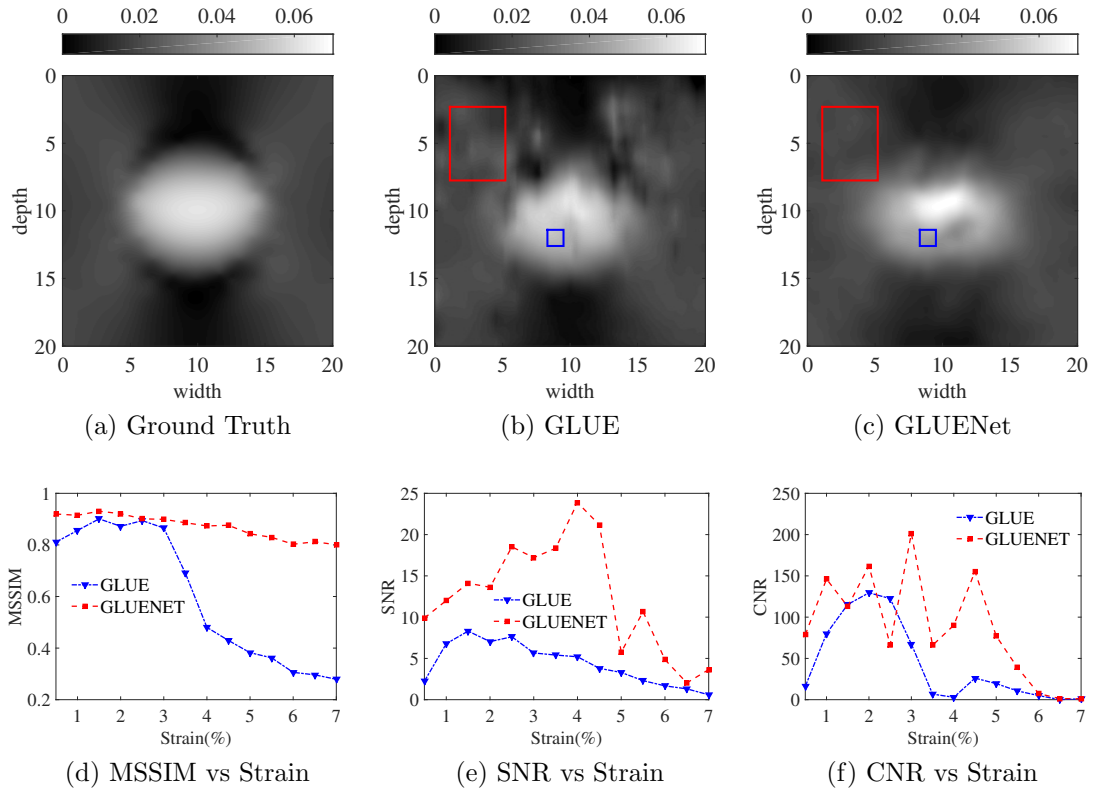 0 0.02 0.04 0.06
0 0.02 0.04 0.06
0 0.02 0.04 0.06
0
5
10
15
20
depth
0 5 10 15 20
width
(a) Ground Truth
0
5
10
15
20
depth
0 5 10 15 20
width
(b) GLUE
0
5
10
15
20
depth
0 5 10 15 20
width
(c) GLUENet
1
0.8
0.6
0.4
0.2
MSSIM
GLUE
GLUENET
1 2 3 4 5 6 7
Strain(%)
(d) MSSIM vs Strain
25
20
15
10
5
0
SNR
GLUE
GLUENET
1 2 3 4 5 6 7
Strain(%)
(e) SNR vs Strain
250
200
150
100
50
0
CNR
GLUE
GLUENET
1 2 3 4 5 6 7
Strain(%)
(f) CNR vs Strain